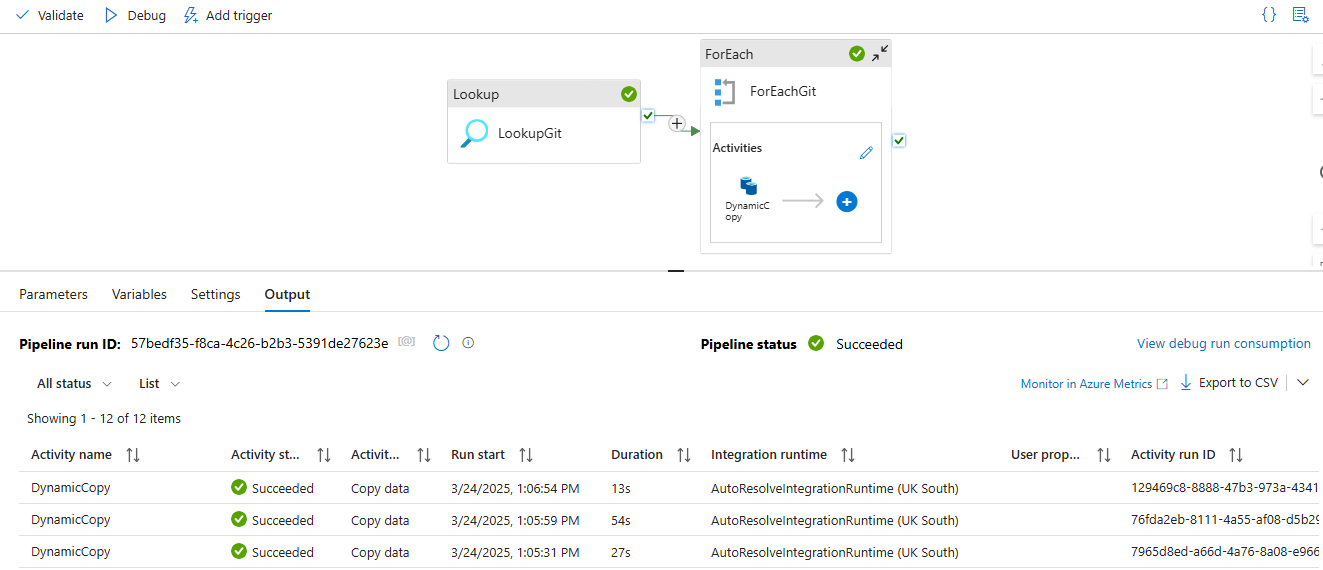 Validate Debug Add trigger {}
ForEach
Lookup
ForEachGit
LookupGit
Activities
DynamicC
opy
Parameters Variables Settings Output
Pipeline run ID: 57bedf35-f8ca-4c26-b2b3-5391de27623e [@] Pipeline status Succeeded View debug run consumption
All status List Monitor in Azure Metrics Export to CSV
Showing 1 - 12 of 12 items
Activity name Activity st... Activit... Run start Duration Integration runtime User prop... Activity run ID
DynamicCopy Succeeded Copy data 3/24/2025, 1:06:54 PM 13s AutoResolveIntegrationRuntime (UK South) 129469c8-8888-47b3-973a-4341
DynamicCopy Succeeded Copy data 3/24/2025, 1:05:59 PM 54s AutoResolveIntegrationRuntime (UK South) 76fda2eb-8111-4a55-af08-d5b29
DynamicCopy Succeeded Copy data 3/24/2025, 1:05:31 PM 27s AutoResolveIntegrationRuntime (UK South) 7965d8ed-a66d-4a76-8a08-e966